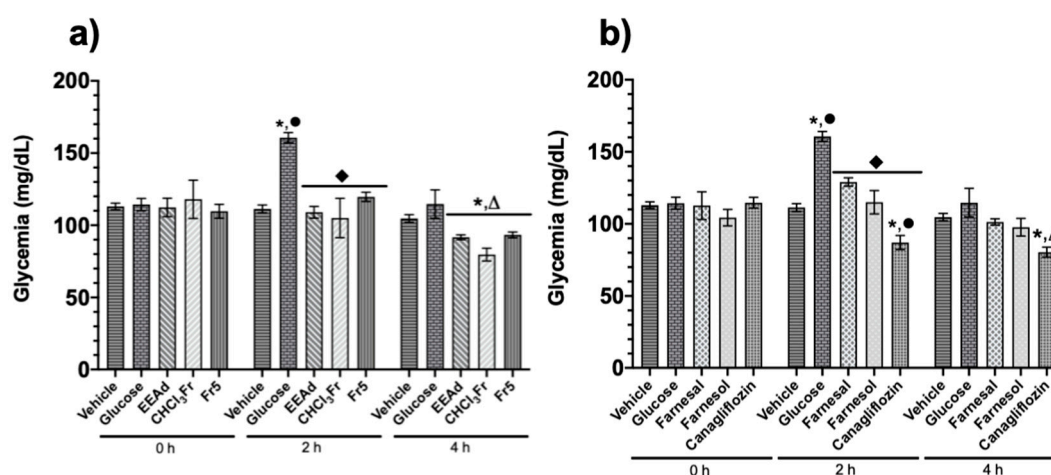 a)
Glycemia (mg/dL)
200
150
100
50
0
*,●
◆
*,Δ
Vehicle Glucose EEAd CHCl3Fr Fr5
Vehicle Glucose EEAd CHCl3Fr Fr5
Vehicle Glucose EEAd CHCl3Fr Fr5
0 h 2 h 4 h
b)
Glycemia (mg/dL)
200
150
100
50
0
*,●
◆
*,●
Vehicle Glucose Farnesal Farnesol Canagliflozin
Vehicle Glucose Farnesal Farnesol Canagliflozin
Vehicle Glucose Farnesal Farnesol Canagliflozin
0 h 2 h 4 h